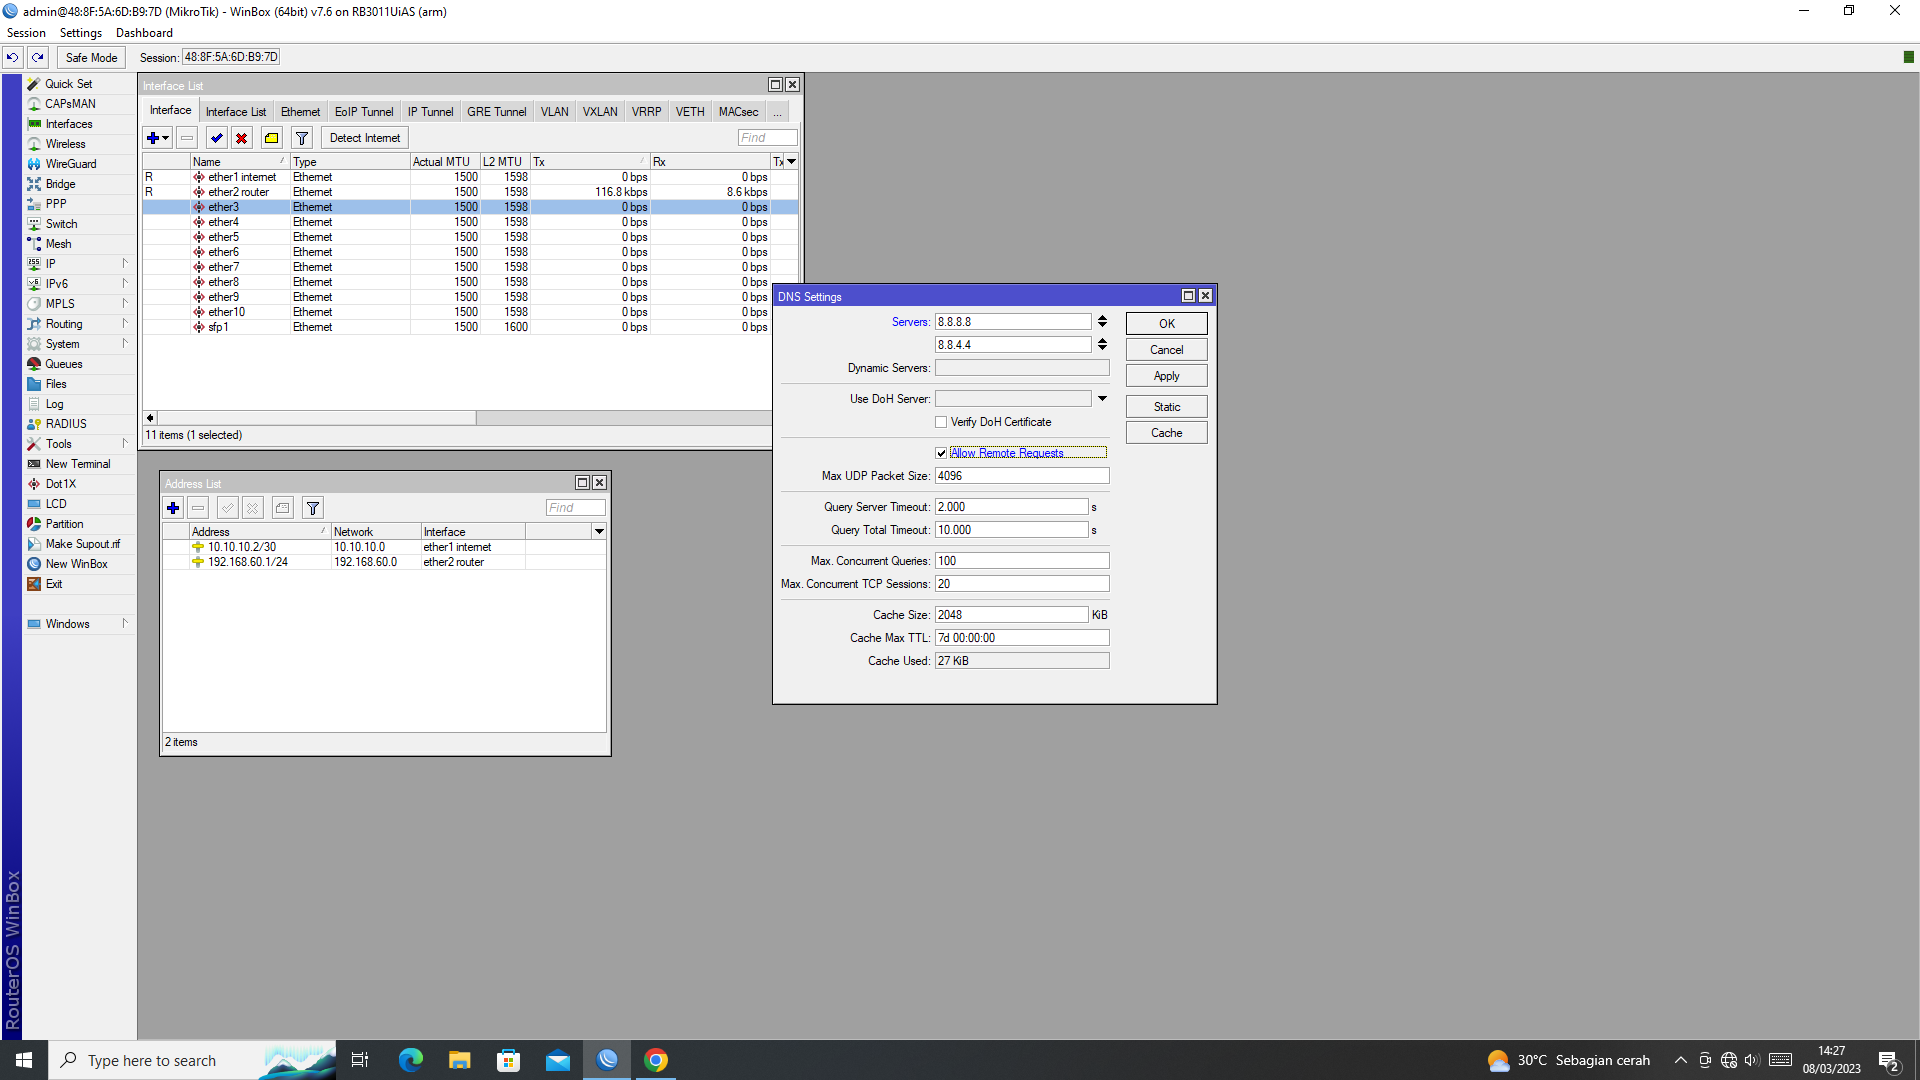 admin@48:8F:5A:6D:B9:7D (MikroTik) - WinBox (64bit) v7.6 on RB3011UiAS (arm)
Session Settings Dashboard
Safe Mode Session: 48:8F:5A:6D:B9:7D
Quick Set
CAPsMAN
Interfaces
Wireless
WireGuard
Bridge
PPP
Switch
Mesh
IP
IPv6
MPLS
Routing
System
Queues
Files
Log
RADIUS
Tools
New Terminal
Dot1X
LCD
Partition
Make Supout.rif
New WinBox
Exit
Windows
RouterOS WinBox
Interface List
Interface Interface List Ethernet EoIP Tunnel IP Tunnel GRE Tunnel VLAN VXLAN VRRP VETH MACsec ...
Detect Internet Find
Name Type Actual MTU L2 MTU Tx Rx Tx
R ether1 internet Ethernet 1500 1598 0 bps 0 bps
R ether2 router Ethernet 1500 1598 116.8 kbps 8.6 kbps
ether3 Ethernet 1500 1598 0 bps 0 bps
ether4 Ethernet 1500 1598 0 bps 0 bps
ether5 Ethernet 1500 1598 0 bps 0 bps
ether6 Ethernet 1500 1598 0 bps 0 bps
ether7 Ethernet 1500 1598 0 bps 0 bps
ether8 Ethernet 1500 1598 0 bps 0 bps
ether9 Ethernet 1500 1598 0 bps 0 bps
ether10 Ethernet 1500 1598 0 bps 0 bps
sfp1 Ethernet 1500 1600 0 bps 0 bps
11 items (1 selected)
Address List
Find
Address Network Interface
10.10.10.2/30 10.10.10.0 ether1 internet
192.168.60.1/24 192.168.60.0 ether2 router
2 items
DNS Settings
Servers: 8.8.8.8
8.8.4.4
Dynamic Servers:
Use DoH Server:
Verify DoH Certificate
Allow Remote Requests
Max UDP Packet Size: 4096
Query Server Timeout: 2.000 s
Query Total Timeout: 10.000 s
Max. Concurrent Queries: 100
Max. Concurrent TCP Sessions: 20
Cache Size: 2048 KiB
Cache Max TTL: 7d 00:00:00
Cache Used: 27 KiB
OK
Cancel
Apply
Static
Cache
Type here to search
30°C Sebagian cerah
14:27
08/03/2023
2